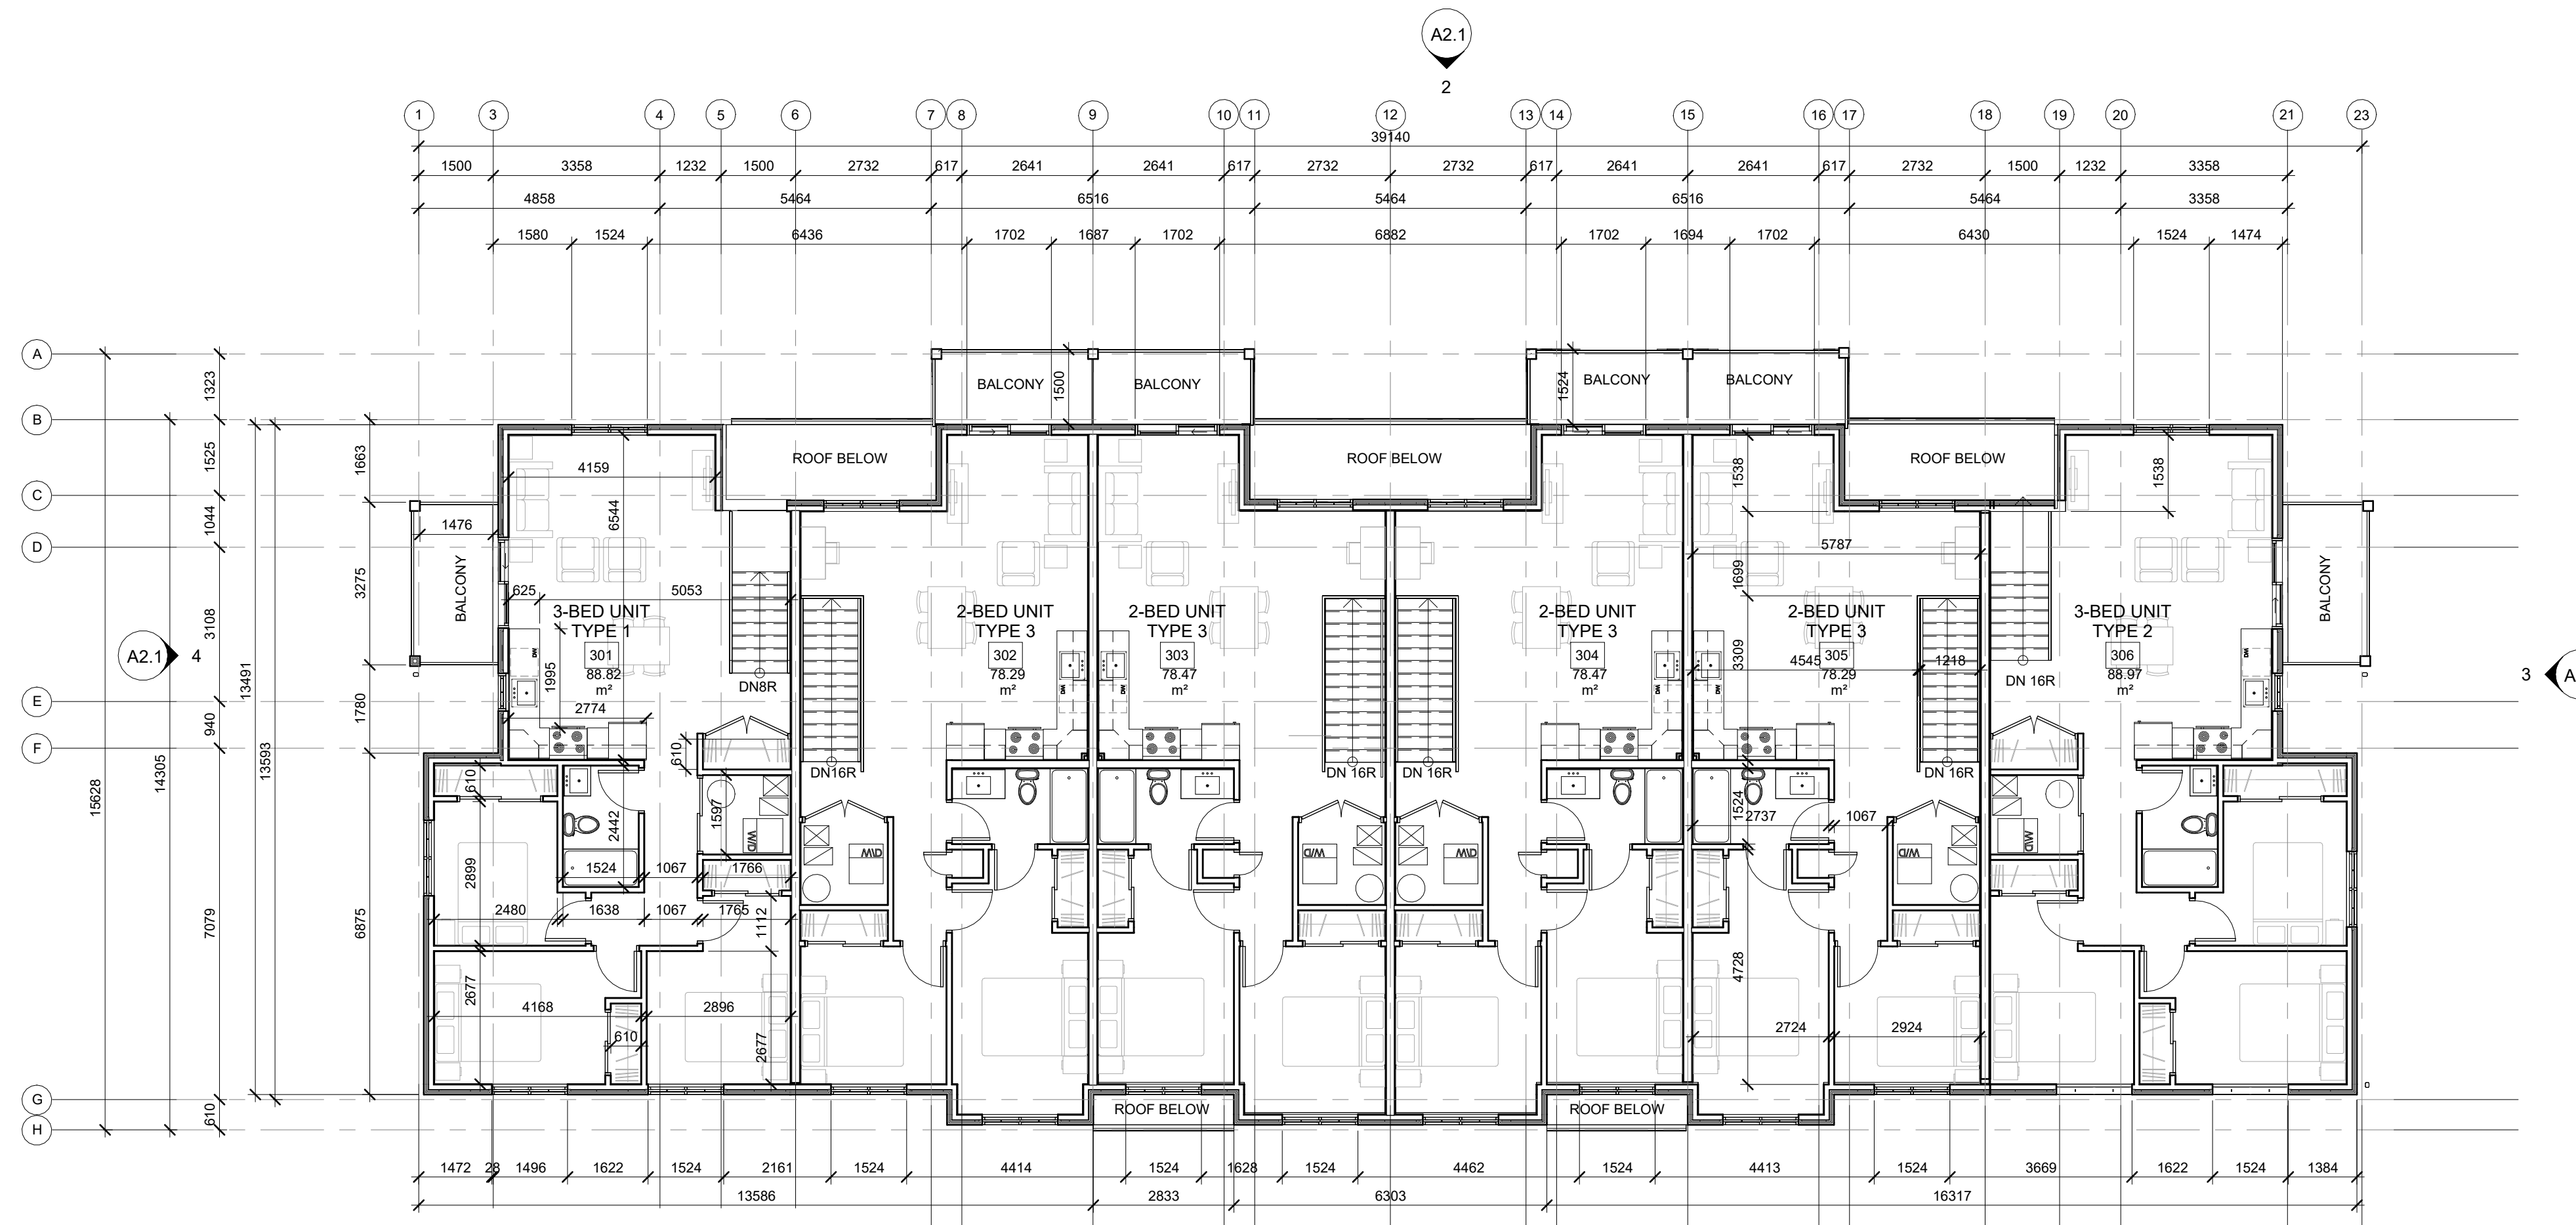 A2.1
2
1 3 4 5 6 7 8 9 10 11 12 13 14 15 16 17 18 19 20 21 23
39140
1500 3358 1232 1500 2732 617 2641 2641 617 2732 2732 617 2641 2641 617 2732 1500 1232 3358
4858 5464 6516 5464 6516 5464 3358
1580 1524 6436 1702 1687 1702 6882 1702 1694 1702 6430 1524 1474
A
B
C
D
E
F
G
H
1323
1525
1044
3108
940
7079
610
15628
14305
13593
13491
1663
3275
1780
6875
A2.1 4
3
BALCONY BALCONY BALCONY BALCONY
1500 1524
ROOF BELOW ROOF BELOW ROOF BELOW
4159
6544
1538
1538
1476
BALCONY
BALCONY
625 5053
5787
1699
3-BED UNIT
TYPE 1
301
88.82
m²
2-BED UNIT
TYPE 3
302
78.29
m²
2-BED UNIT
TYPE 3
303
78.47
m²
2-BED UNIT
TYPE 3
304
78.47
m²
2-BED UNIT
TYPE 3
305
78.29
m²
3-BED UNIT
TYPE 2
306
88.97
m²
3309
4545 1218
1995
2774
DW DW DW DW DW DW
DN8R DN16R DN 16R DN 16R DN 16R DN 16R
610
610
1597
2442
2899
1524 1067 1766
2480 1638 1067 1765
1112
1524
2737 1067
W/D W/D W/D W/D W/D W/D
2677
4168 2896
610
2677
4728
2724 2924
ROOF BELOW ROOF BELOW
1472 28 1496 1622 1524 2161 1524 4414 1524 1628 1524 4462 1524 4413 1524 3669 1622 1524 1384
13586 2833 6303 16317